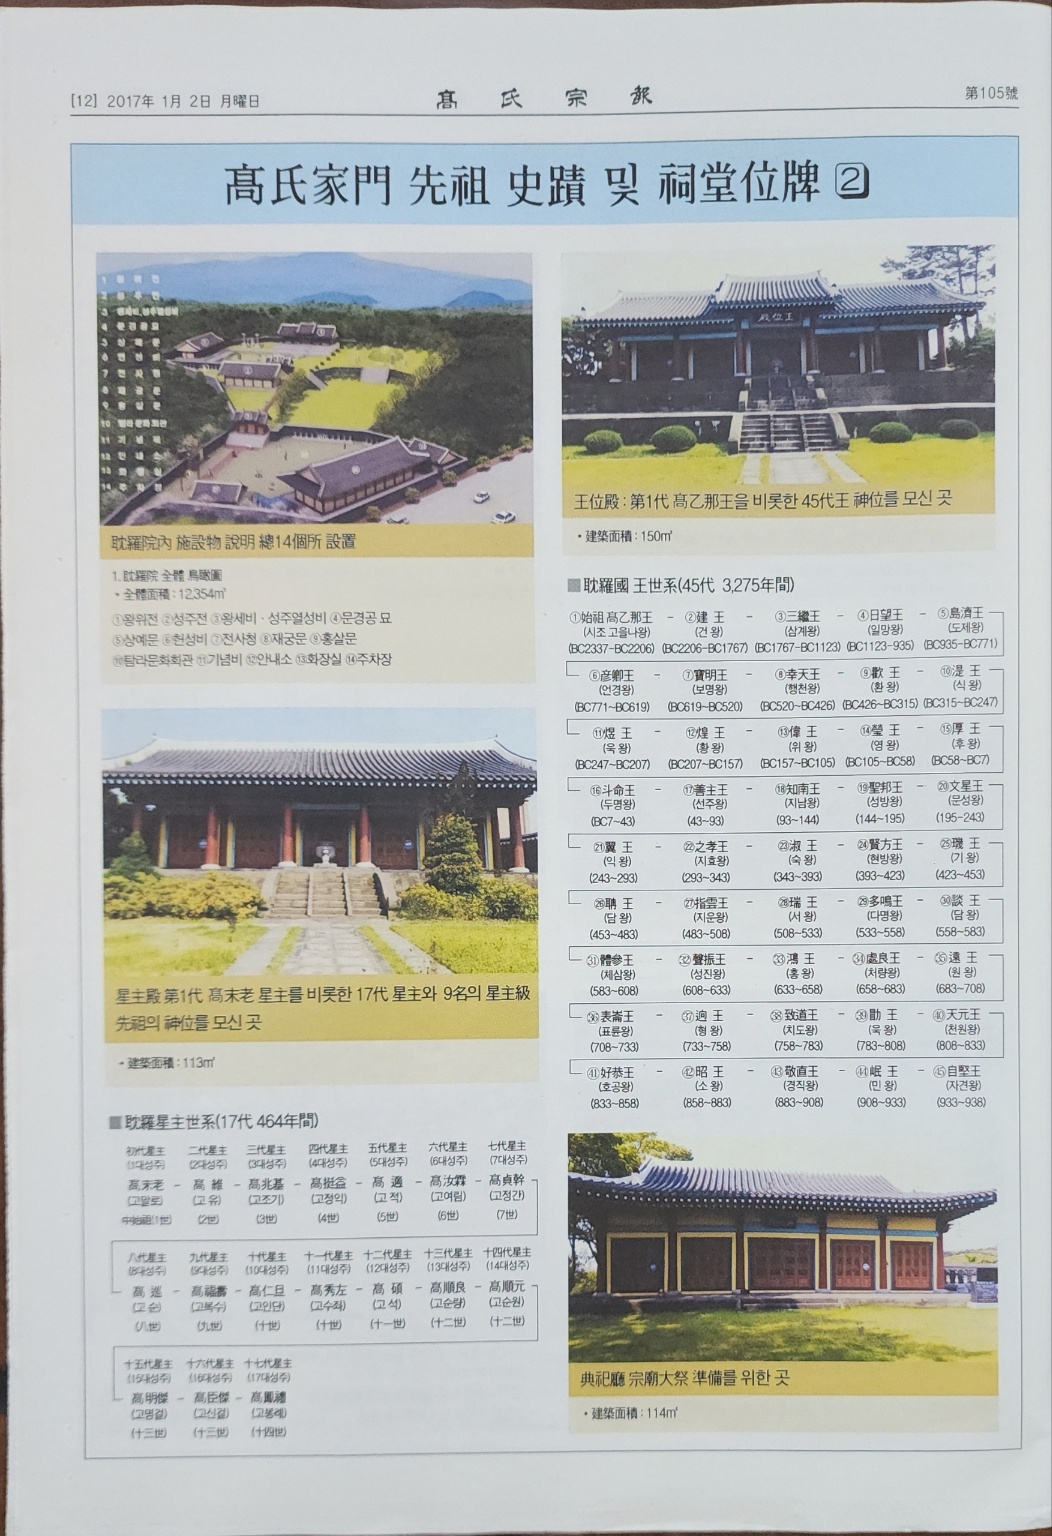 [12] 2017年 1月 2日 月曜日
髙 氏 宗 報
第105號
髙氏家門 先祖 史蹟 및 祠堂位牌 2
耽羅院內 施設物 說明 總14個所 設置
1. 耽羅院 全體 鳥瞰圖
・全體面積 : 12,354㎡
①왕위전 ②성주전 ③왕세비 · 성주열성비 ④문경공 묘
⑤상예문 ⑥헌성비 ⑦전사청 ⑧재궁문 ⑨홍살문
⑩탐라문화회관 ⑪기념비 ⑫안내소 ⑬화장실 ⑭주차장
星主殿 第1代 髙末老 星主를 비롯한 17代 星主와 9名의 星主級
先祖의 神位를 모신 곳
・建築面積 : 113㎡
■耽羅星主世系(17代 464年間)
初代星主 二代星主 三代星主 四代星主 五代星主 六代星主 七代星主
(1대성주) (2대성주) (3대성주) (4대성주) (5대성주) (6대성주) (7대성주)
髙末老 - 髙 維 - 髙兆基 - 髙挺益 - 髙 適 - 髙汝霖 - 髙貞幹
(고말로) (고 유) (고조기) (고정익) (고 적) (고여림) (고정간)
中始祖(1世) (2世) (3世) (4世) (5世) (6世) (7世)
八代星主 九代星主 十代星主 十一代星主 十二代星主 十三代星主 十四代星主
(8대성주) (9대성주) (10대성주) (11대성주) (12대성주) (13대성주) (14대성주)
髙 巡 - 髙福壽 - 髙仁旦 - 髙秀左 - 髙 碩 - 髙順良 - 髙順元
(고 순) (고복수) (고인단) (고수좌) (고 석) (고순량) (고순원)
(八世) (九世) (十世) (十世) (十一世) (十二世) (十二世)
十五代星主 十六代星主 十七代星主
(15대성주) (16대성주) (17대성주)
髙明傑 - 髙臣傑 - 髙鳳禮
(고명걸) (고신걸) (고봉례)
(十三世) (十三世) (十四世)
王位殿
王位殿 : 第1代 髙乙那王을 비롯한 45代王 神位를 모신 곳
・建築面積 : 150㎡
■耽羅國 王世系(45代 3,275年間)
①始祖 髙乙那王 - ②建 王 - ③三繼王 - ④日望王 - ⑤島濟王
(시조 고을나왕) (건 왕) (삼계왕) (일망왕) (도제왕)
(BC2337-BC2206) (BC2206-BC1767) (BC1767-BC1123) (BC1123-935) (BC935-BC771)
⑥彦卿王 - ⑦寶明王 - ⑧幸天王 - ⑨歡 王 - ⑩湜 王
(언경왕) (보명왕) (행천왕) (환 왕) (식 왕)
(BC771~BC619) (BC619~BC520) (BC520~BC426) (BC426~BC315) (BC315~BC247)
⑪煜 王 - ⑫煌 王 - ⑬偉 王 - ⑭瑩 王 - ⑮厚 王
(욱 왕) (황 왕) (위 왕) (영 왕) (후 왕)
(BC247~BC207) (BC207~BC157) (BC157~BC105) (BC105~BC58) (BC58~BC7)
⑯斗命王 - ⑰善主王 - ⑱知南王 - ⑲聖邦王 - ⑳文星王
(두명왕) (선주왕) (지남왕) (성방왕) (문성왕)
(BC7~43) (43~93) (93~144) (144~195) (195-243)
㉑翼 王 - ㉒之孝王 - ㉓淑 王 - ㉔賢方王 - ㉕璣 王
(익 왕) (지효왕) (숙 왕) (현방왕) (기 왕)
(243~293) (293~343) (343~393) (393~423) (423~453)
㉖聃 王 - ㉗指雲王 - ㉘瑞 王 - ㉙多鳴王 - ㉚談 王
(담 왕) (지운왕) (서 왕) (다명왕) (담 왕)
(453~483) (483~508) (508~533) (533~558) (558~583)
㉛體參王 - ㉜聲振王 - ㉝鴻 王 - ㉞處良王 - ㉟遠 王
(체삼왕) (성진왕) (홍 왕) (처량왕) (원 왕)
(583~608) (608~633) (633~658) (658~683) (683~708)
㊱表崙王 - ㊲逈 王 - ㊳致道王 - ㊴勖 王 - ㊵天元王
(표륜왕) (형 왕) (치도왕) (욱 왕) (천원왕)
(708~733) (733~758) (758~783) (783~808) (808~833)
㊶好恭王 - ㊷昭 王 - ㊸敬直王 - ㊹岷 王 - ㊺自堅王
(호공왕) (소 왕) (경직왕) (민 왕) (자견왕)
(833~858) (858~883) (883~908) (908~933) (933~938)
典祀廳 宗廟大祭 準備를 위한 곳
・建築面積 : 114㎡